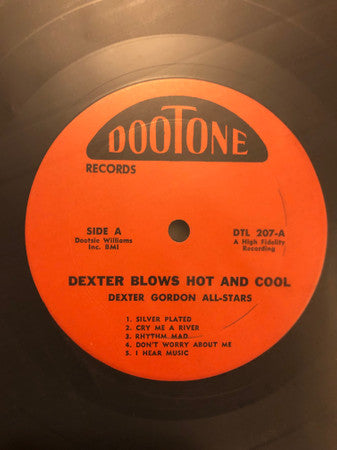 DOOTONE
RECORDS
SIDE A
Dootsie Williams
Inc. BMI
DTL 207-A
A High Fidelity
Recording
DEXTER BLOWS HOT AND COOL
DEXTER GORDON ALL-STARS
1. SILVER PLATED
2. CRY ME A RIVER
3. RHYTHM MAD
4. DON'T WORRY ABOUT ME
5. I HEAR MUSIC